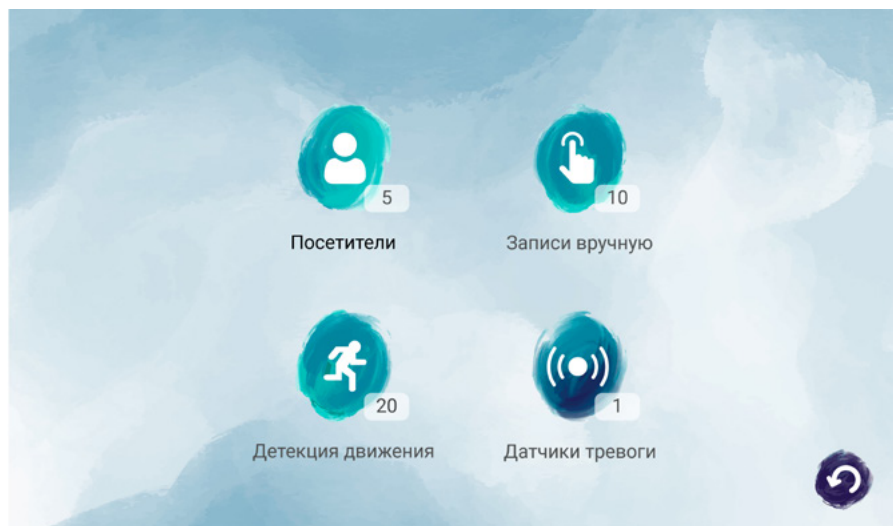 5
10
Посетители
Записи вручную
20
1
Детекция движения
Датчики тревоги